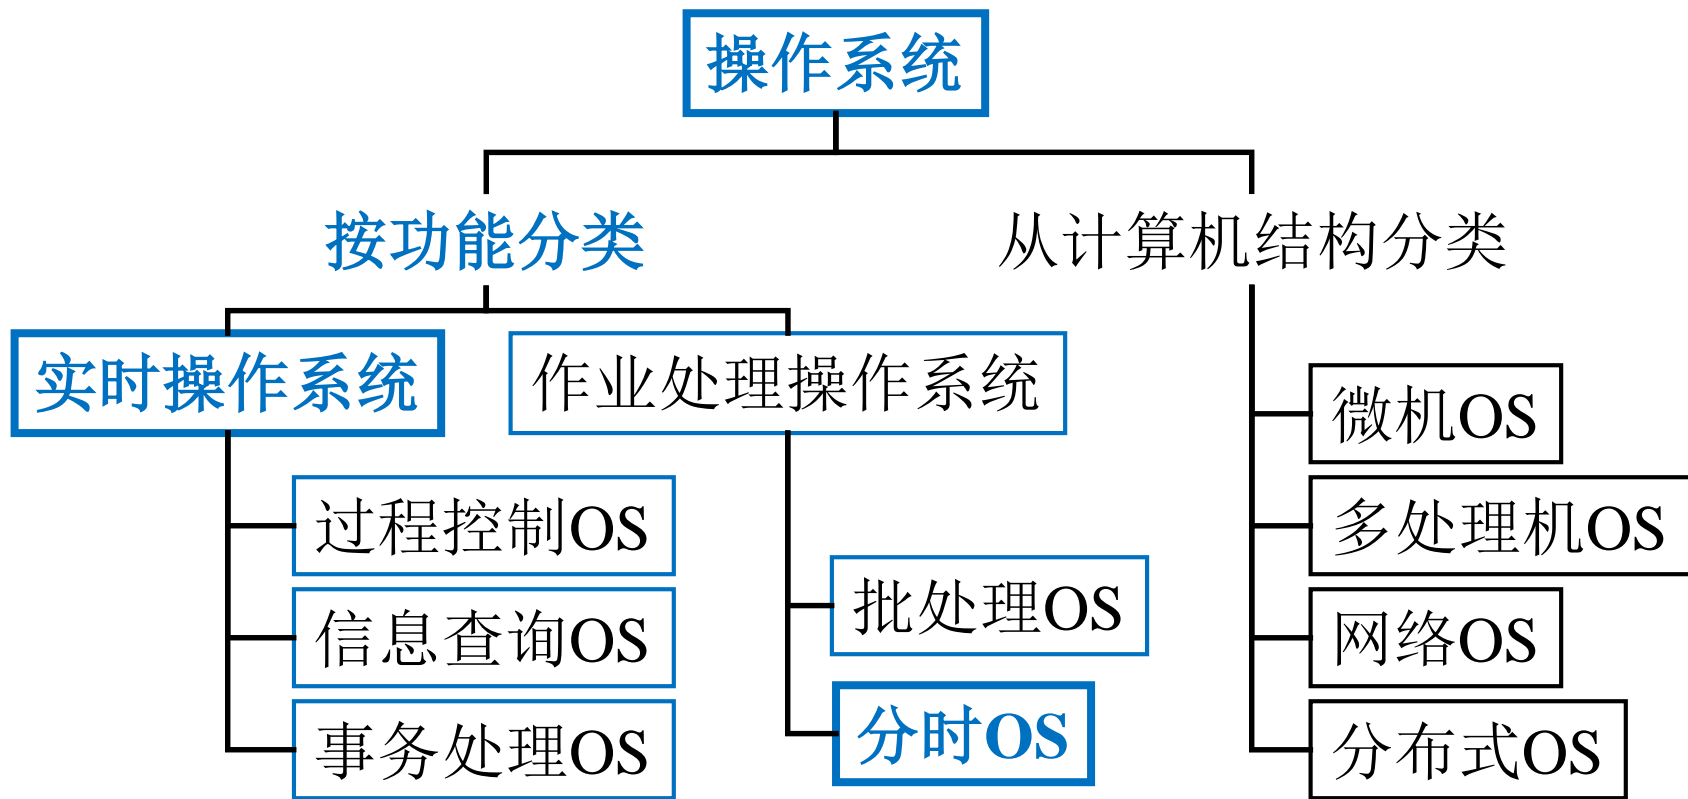 操作系统
按功能分类
从计算机结构分类
实时操作系统
作业处理操作系统
微机OS
过程控制OS
多处理机OS
批处理OS
信息查询OS
网络OS
分时OS
事务处理OS
分布式OS